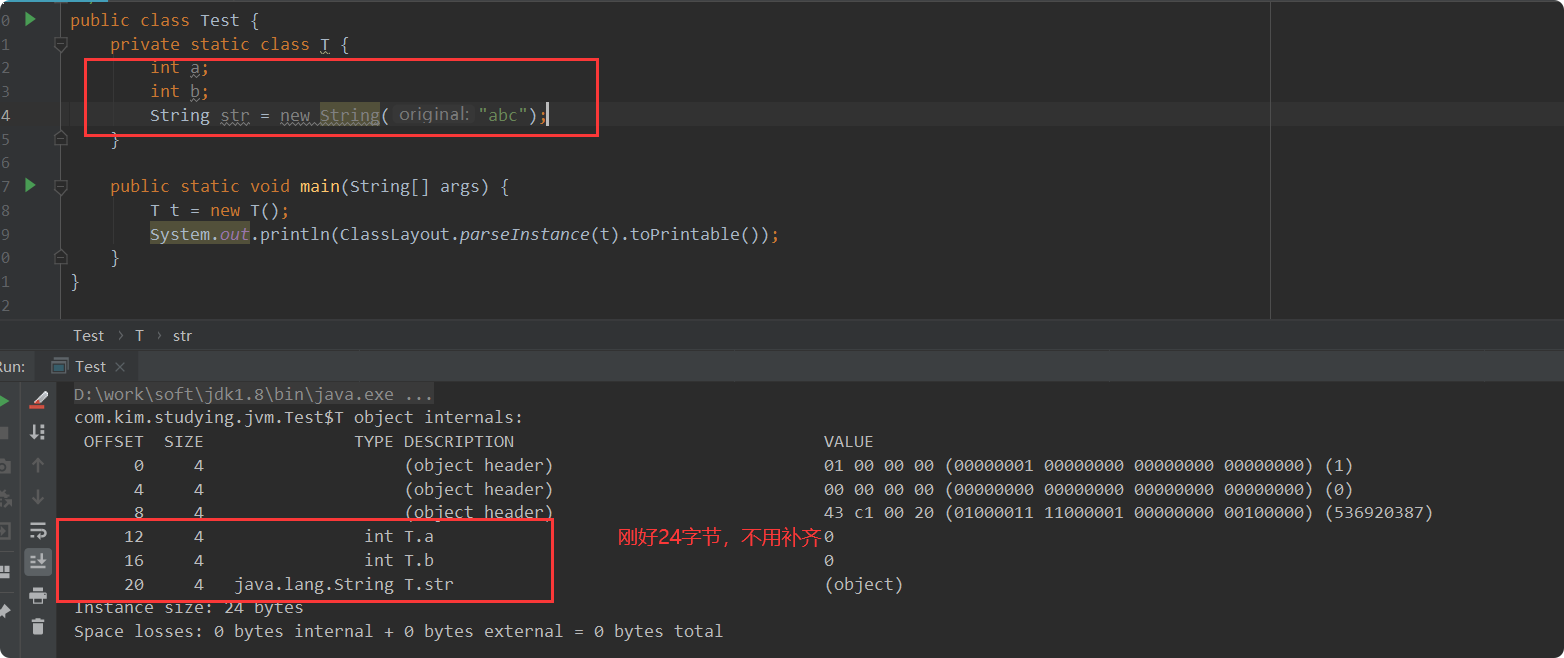 0 public class Test {
1 private static class T {
2 int a;
3 int b;
4 String str = new String( original: "abc");
5 }
6
7 public static void main(String[] args) {
8 T t = new T();
9 System.out.println(ClassLayout.parseInstance(t).toPrintable());
0 }
1 }
2
Test › T › str
Run: Test ×
D:\work\soft\jdk1.8\bin\java.exe ...
com.kim.studying.jvm.Test$T object internals:
OFFSET SIZE TYPE DESCRIPTION VALUE
0 4 (object header) 01 00 00 00 (00000001 00000000 00000000 00000000) (1)
4 4 (object header) 00 00 00 00 (00000000 00000000 00000000 00000000) (0)
8 4 (object header) 43 c1 00 20 (01000011 11000001 00000000 00100000) (536920387)
12 4 int T.a 刚好24字节，不用补齐 0
16 4 int T.b 0
20 4 java.lang.String T.str (object)
Instance size: 24 bytes
Space losses: 0 bytes internal + 0 bytes external = 0 bytes total